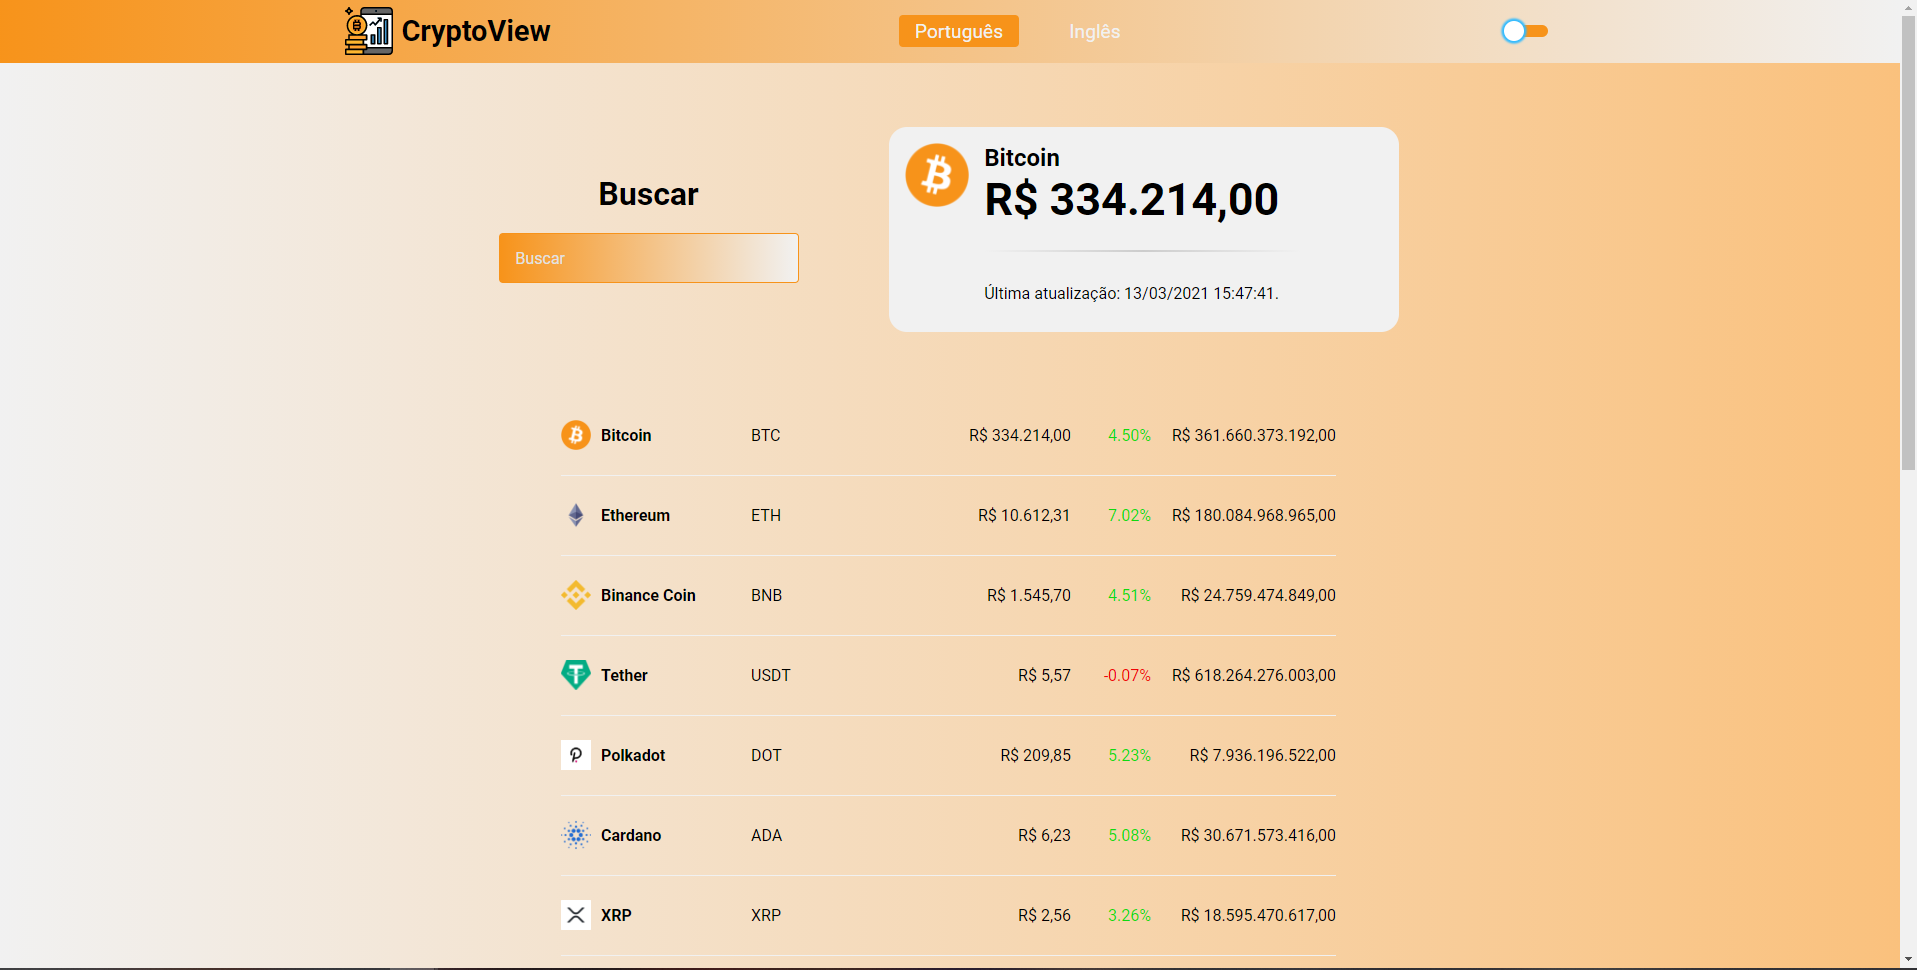 CryptoView
Português Inglês
Buscar
Buscar
Bitcoin
R$ 334.214,00
Última atualização: 13/03/2021 15:47:41.
Bitcoin BTC R$ 334.214,00 4.50% R$ 361.660.373.192,00
Ethereum ETH R$ 10.612,31 7.02% R$ 180.084.968.965,00
Binance Coin BNB R$ 1.545,70 4.51% R$ 24.759.474.849,00
Tether USDT R$ 5,57 -0.07% R$ 618.264.276.003,00
Polkadot DOT R$ 209,85 5.23% R$ 7.936.196.522,00
Cardano ADA R$ 6,23 5.08% R$ 30.671.573.416,00
XRP XRP R$ 2,56 3.26% R$ 18.595.470.617,00